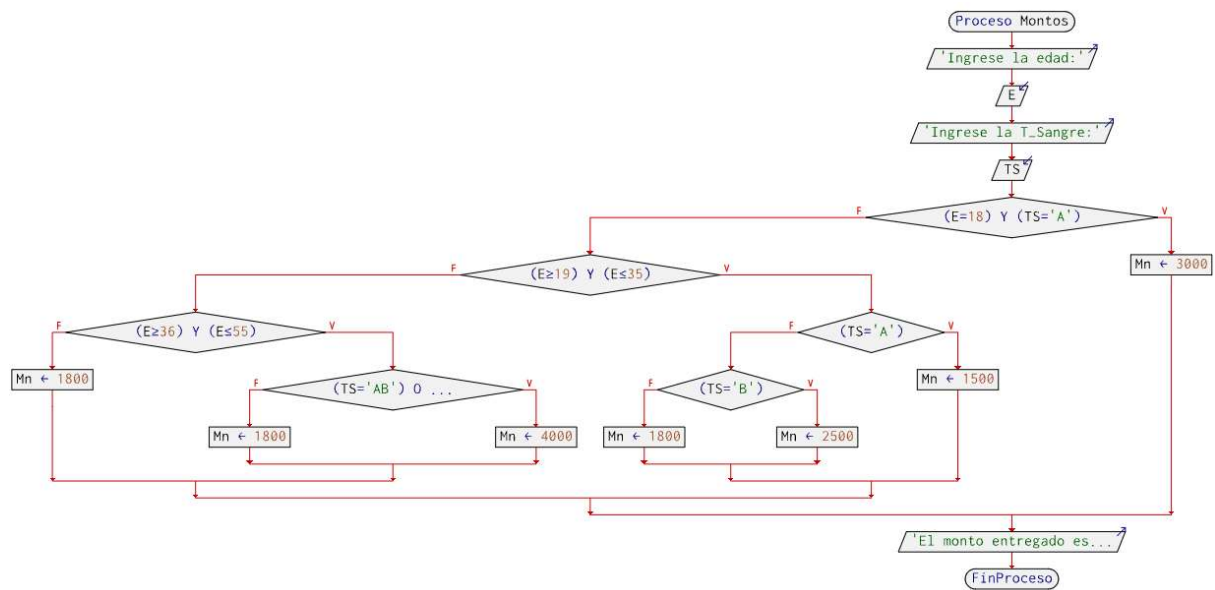 Proceso Montos
'Ingrese la edad:'
E
'Ingrese la T_Sangre:'
TS
F
(E=18) Y (TS='A')
V
Mn ← 3000
F
(E≥19) Y (E≤35)
V
F
(E≥36) Y (E≤55)
V
F
(TS='A')
V
Mn ← 1800
F
(TS='AB') O ...
V
F
(TS='B')
V
Mn ← 1500
Mn ← 1800
Mn ← 4000
Mn ← 1800
Mn ← 2500
'El monto entregado es...
FinProceso